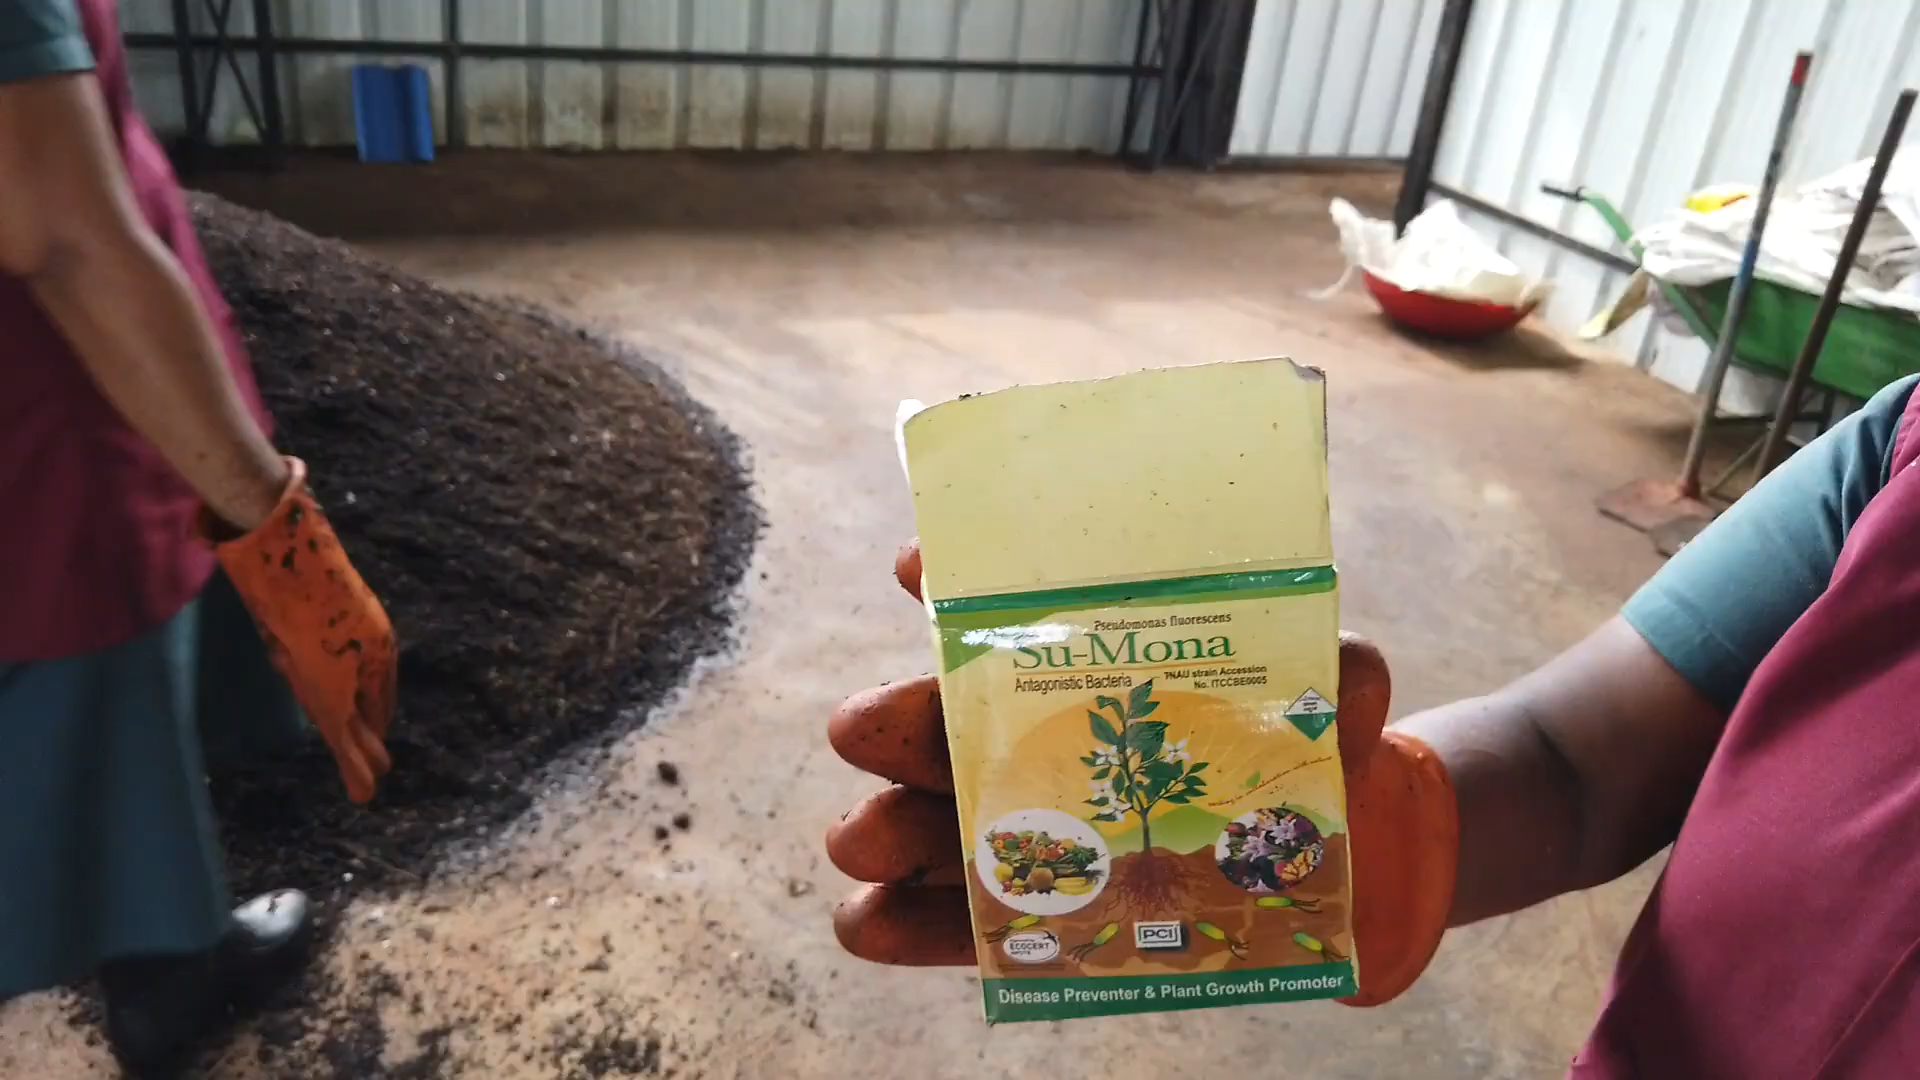 Pseudomonas fluorescens
Su-Mona
Antagonistic Bacteria
TNAU strain Accession
No. ITCCBE0005
ECOCERT
PCI
Disease Preventer & Plant Growth Promoter